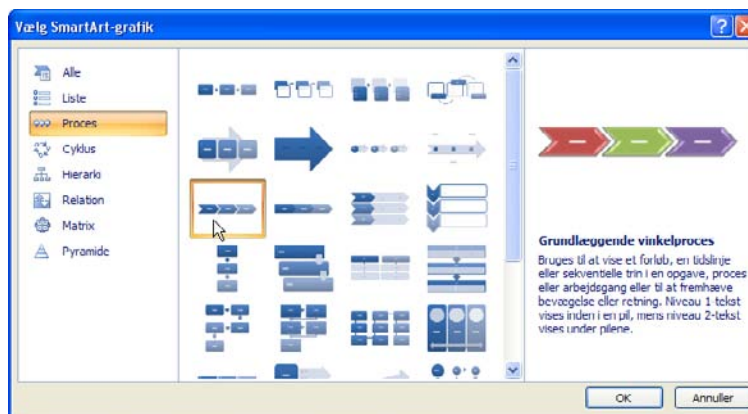 Vælg SmartArt-grafik
Alle
Liste
Proces
Cyklus
Hierarki
Relation
Matrix
Pyramide
Grundlæggende vinkelproces
Bruges til at vise et forløb, en tidslinje
eller sekventielle trin i en opgave, proces
eller arbejdsgang eller til at fremhæve
bevægelse eller retning. Niveau 1-tekst
vises inden i en pil, mens niveau 2-tekst
vises under pilene.
OK
Annuller